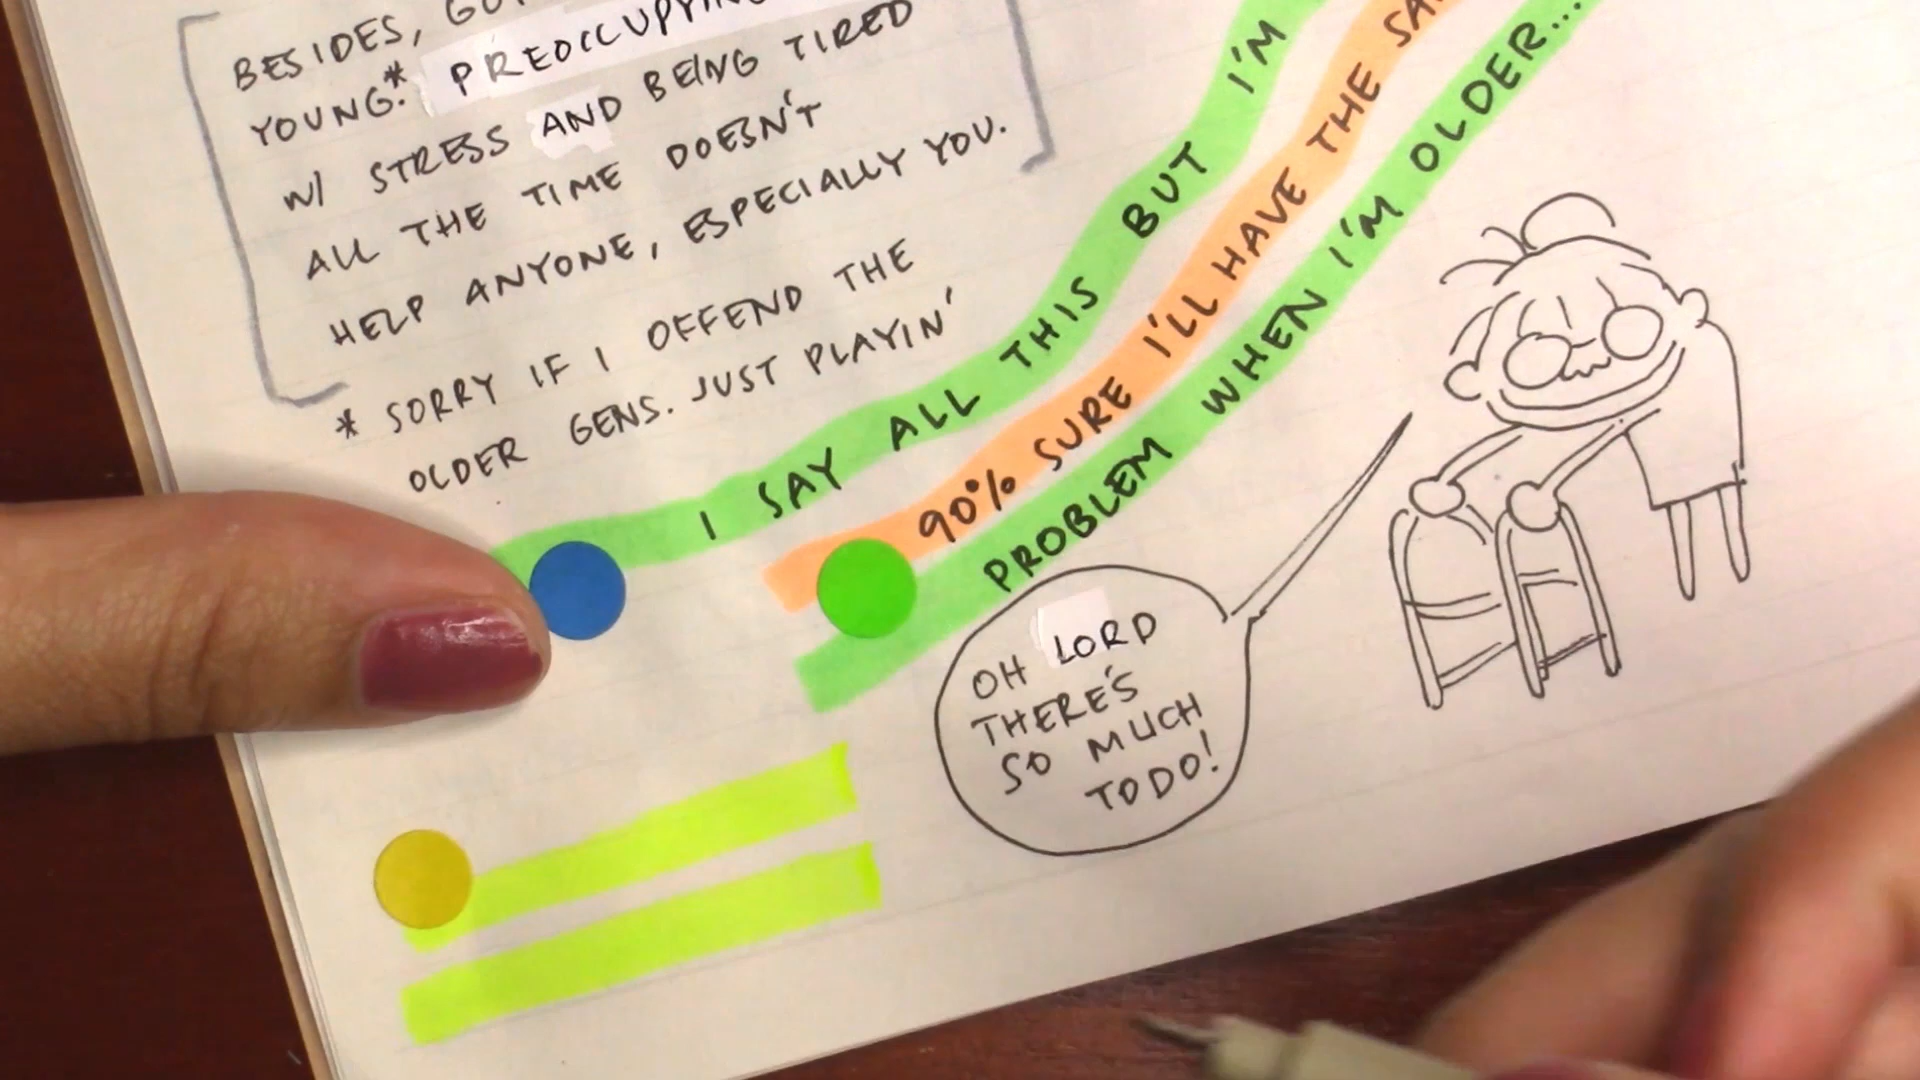 BESIDES,
YOUNG.* PREOCCUPYING
W/ STRESS AND BEING TIRED
ALL THE TIME DOESN'T
HELP ANYONE, ESPECIALLY YOU.
* SORRY IF I OFFEND THE
OLDER GENS. JUST PLAYIN'
I SAY ALL THIS BUT I'M
90% SURE I'LL HAVE THE
PROBLEM WHEN I'M OLDER...
OH LORD
THERE'S
SO MUCH
TO DO!